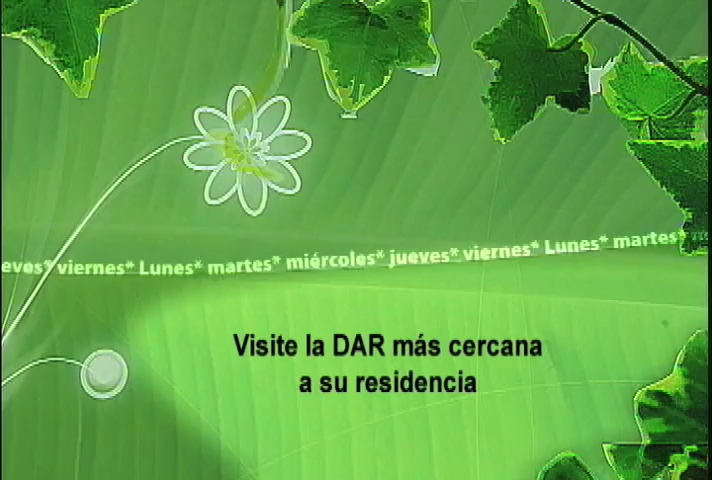 eves* viernes* Lunes* martes* miércoles* jueves* viernes* Lunes* martes*
Visite la DAR más cercana
a su residencia